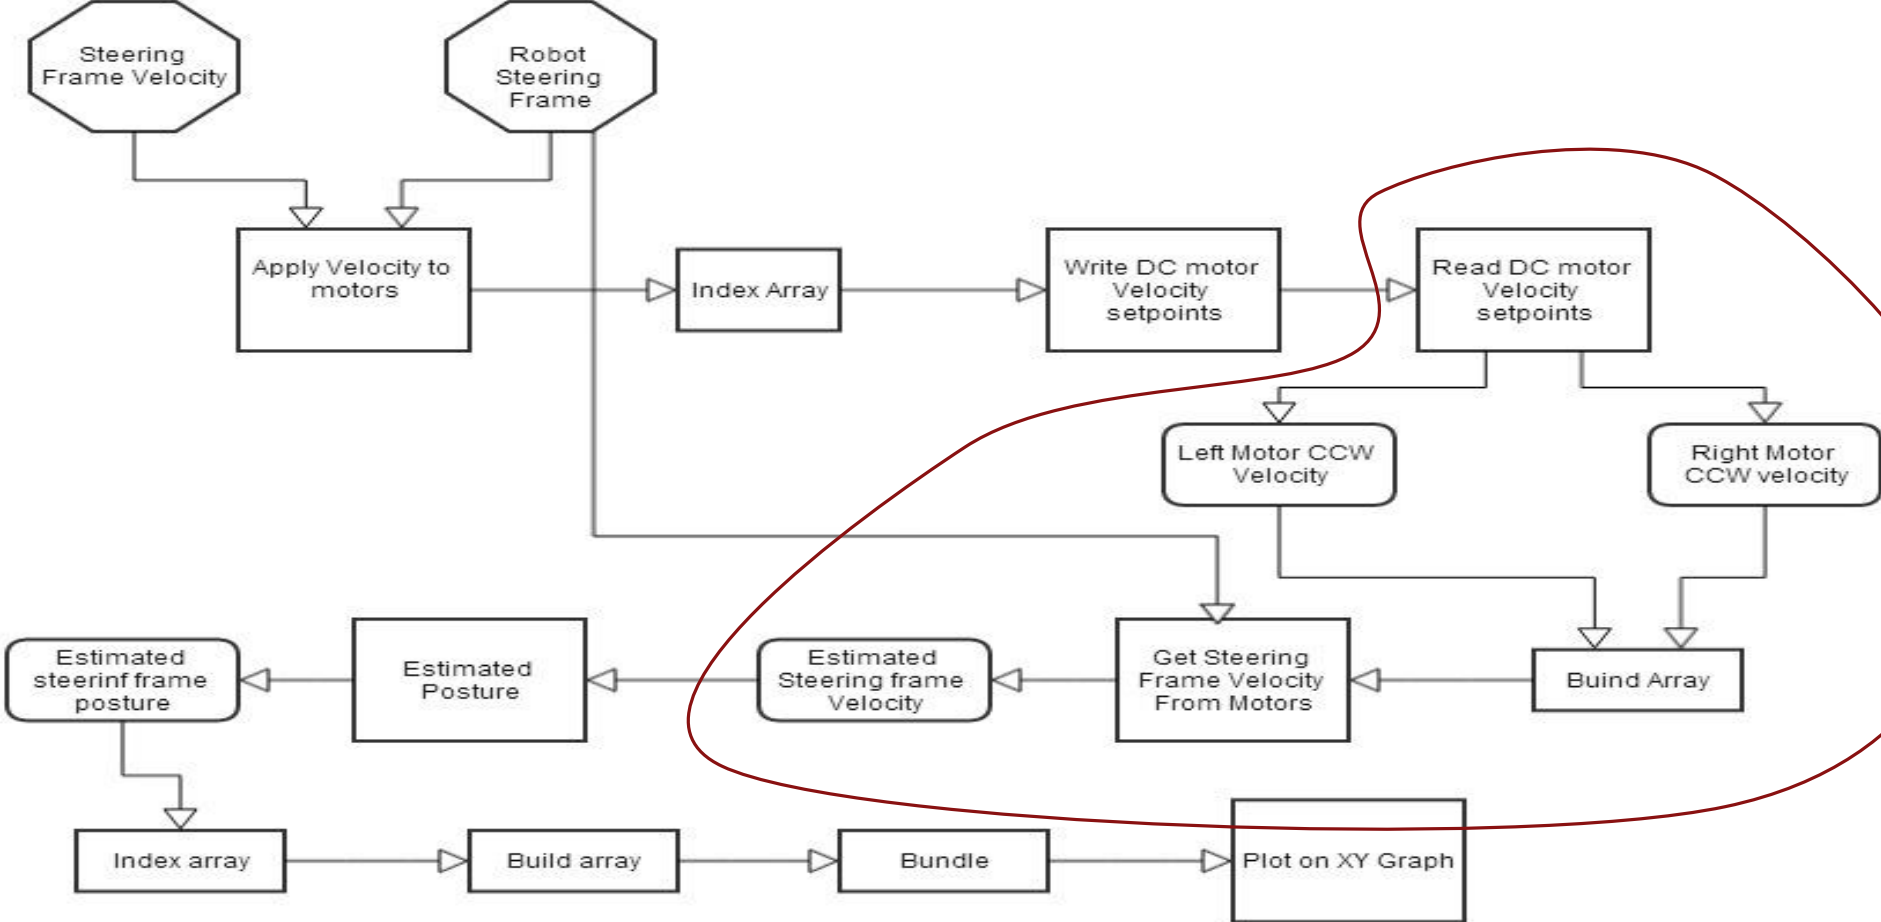 Steering
Frame Velocity
Robot
Steering
Frame
Apply Velocity to
motors
Index Array
Write DC motor
Velocity
setpoints
Read DC motor
Velocity
setpoints
Left Motor CCW
Velocity
Right Motor
CCW velocity
Estimated
steerinf frame
posture
Estimated
Posture
Estimated
Steering frame
Velocity
Get Steering
Frame Velocity
From Motors
Buind Array
Index array
Build array
Bundle
Plot on XY Graph